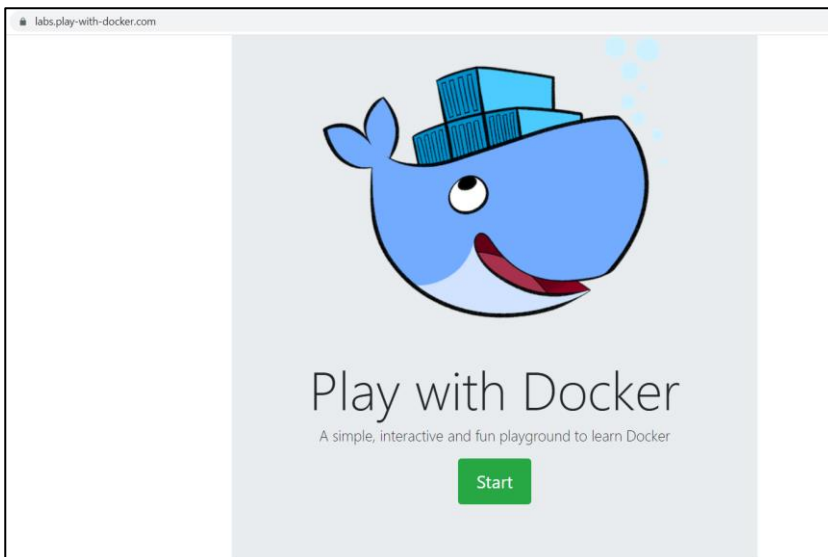 labs.play-with-docker.com
Play with Docker
A simple, interactive and fun playground to learn Docker
Start